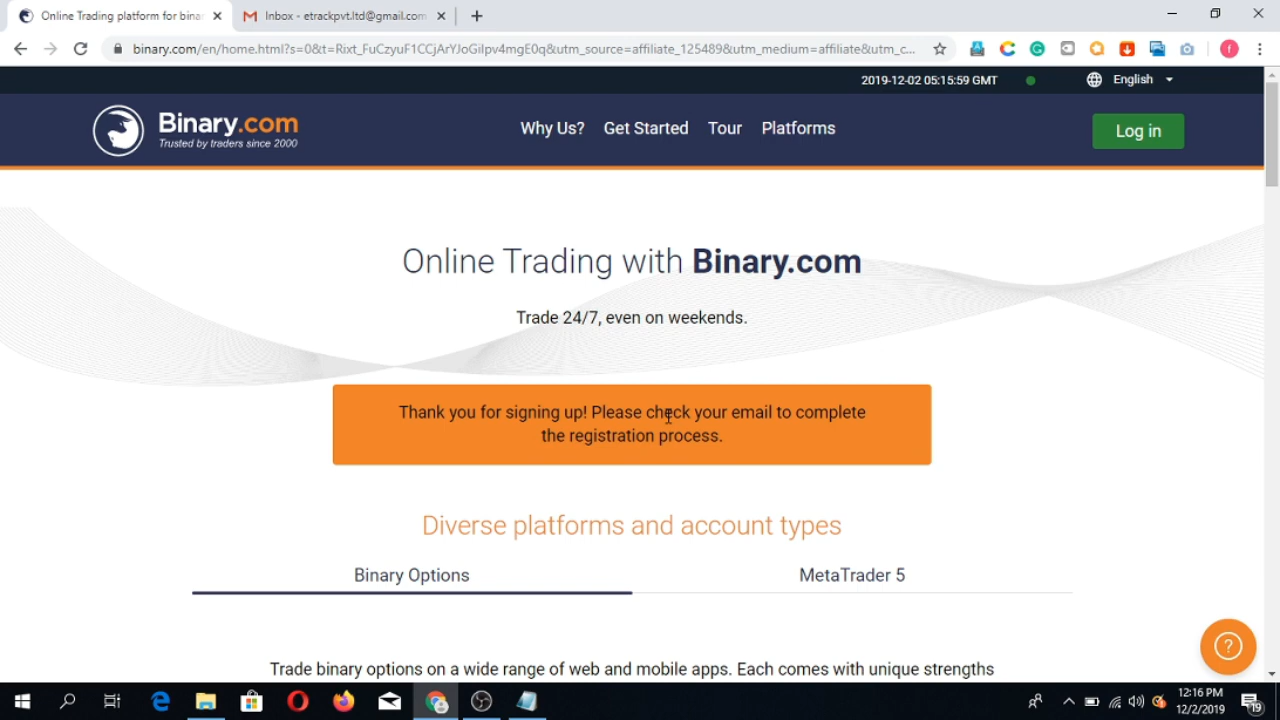 Online Trading platform for bina
Inbox - etrackpvt.ltd@gmail.com
binary.com/en/home.html?s=0&t=Rixt_FuCzyuF1CCjArYJoGiIpv4mgE0q&utm_source=affiliate_125489&utm_medium=affiliate&utm_c...
f
2019-12-02 05:15:59 GMT
English
Binary.com
Trusted by traders since 2000
Why Us?
Get Started
Tour
Platforms
Log in
Online Trading with Binary.com
Trade 24/7, even on weekends.
Thank you for signing up! Please check your email to complete
the registration process.
Diverse platforms and account types
Binary Options
MetaTrader 5
Trade binary options on a wide range of web and mobile apps. Each comes with unique strengths
?
12:16 PM
12/2/2019
19